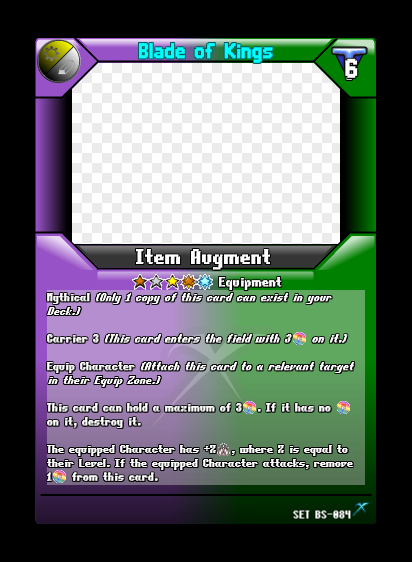 Blade of Kings
6
Item Augment
Equipment
Mythical (Only 1 copy of this card can exist in your
Deck.)
Carrier 3 (This card enters the field with 3 on it.)
Equip Character (Attach this card to a relevant target
in their Equip Zone.)
This card can hold a maximum of 3. If it has no
on it, destroy it.
The equipped Character has +Z, where Z is equal to
their Level. If the equipped Character attacks, remove
1 from this card.
SET BS-084